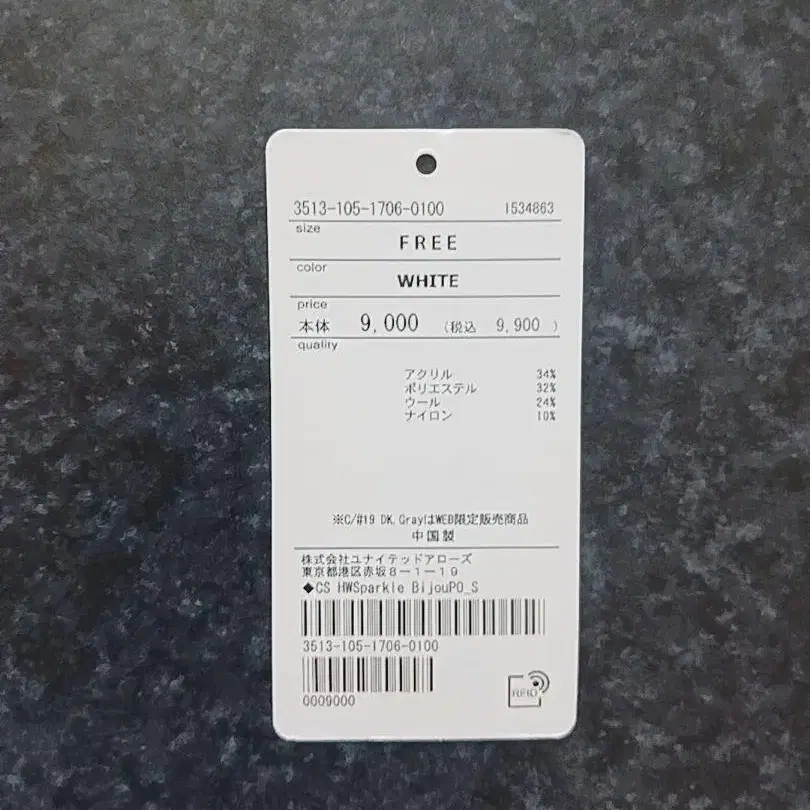 3513-105-1706-0100 1534863
size
FREE
color
WHITE
price
本体 9,000 (税込 9,900 )
quality
アクリル 34%
ポリエステル 32%
ウール 24%
ナイロン 10%
※C/#19 DK.GrayはWEB限定販売商品
中国製
株式会社ユナイテッドアローズ
東京都港区赤坂8−1−19
◆CS HWSparkle BijouPO_S
3513-105-1706-0100
0009000
RFID